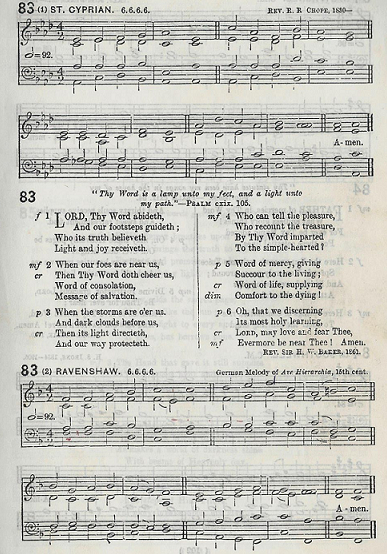 83 (1) ST. CYPRIAN. 6.6.6.6. REV. R. R. CHOPE, 1830—
𝅗𝅥=92.
A-men.
83
"Thy Word is a lamp unto my feet, and a light unto
my path."—PSALM cxix. 105.
f 1 LORD, Thy Word abideth,
And our footsteps guideth;
Who its truth believeth
Light and joy receiveth.
mf 2 When our foes are near us,
cr Then Thy Word doth cheer us,
Word of consolation,
Message of salvation.
p 3 When the storms are o'er us.
And dark clouds before us,
cr Then its light directeth,
And our way protecteth.
mf 4 Who can tell the pleasure,
Who recount the treasure,
By Thy Word imparted
To the simple-hearted?
p 5 Word of mercy, giving
Succour to the living;
cr Word of life, supplying
dim Comfort to the dying!
p 6 Oh, that we discerning
Its most holy learning,
cr LORD, may love and fear Thee,
mf Evermore be near Thee! Amen.
REV. SIR H. W. BAKER, 1861.
83 (2) RAVENSHAW. 6.6.6.6. German Melody of Ave Hierarchia, 16th cent.
𝅗𝅥=92.
A - men.